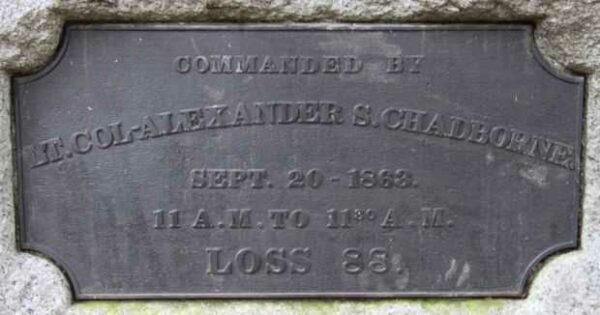 COMMANDED BY
LT. COL-ALEXANDER S. CHADBORNE.
SEPT. 20-1863.
11 A.M. TO 11³⁰ A.M.
LOSS 88.